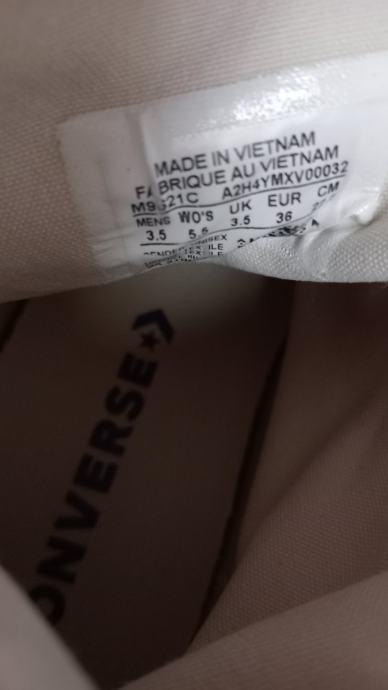 MADE IN VIETNAM
FABRIQUE AU VIETNAM
A2H4YMXV00032
MENS WO'S UK EUR CM
3.5 5.5 3.5 36
CONVERSE